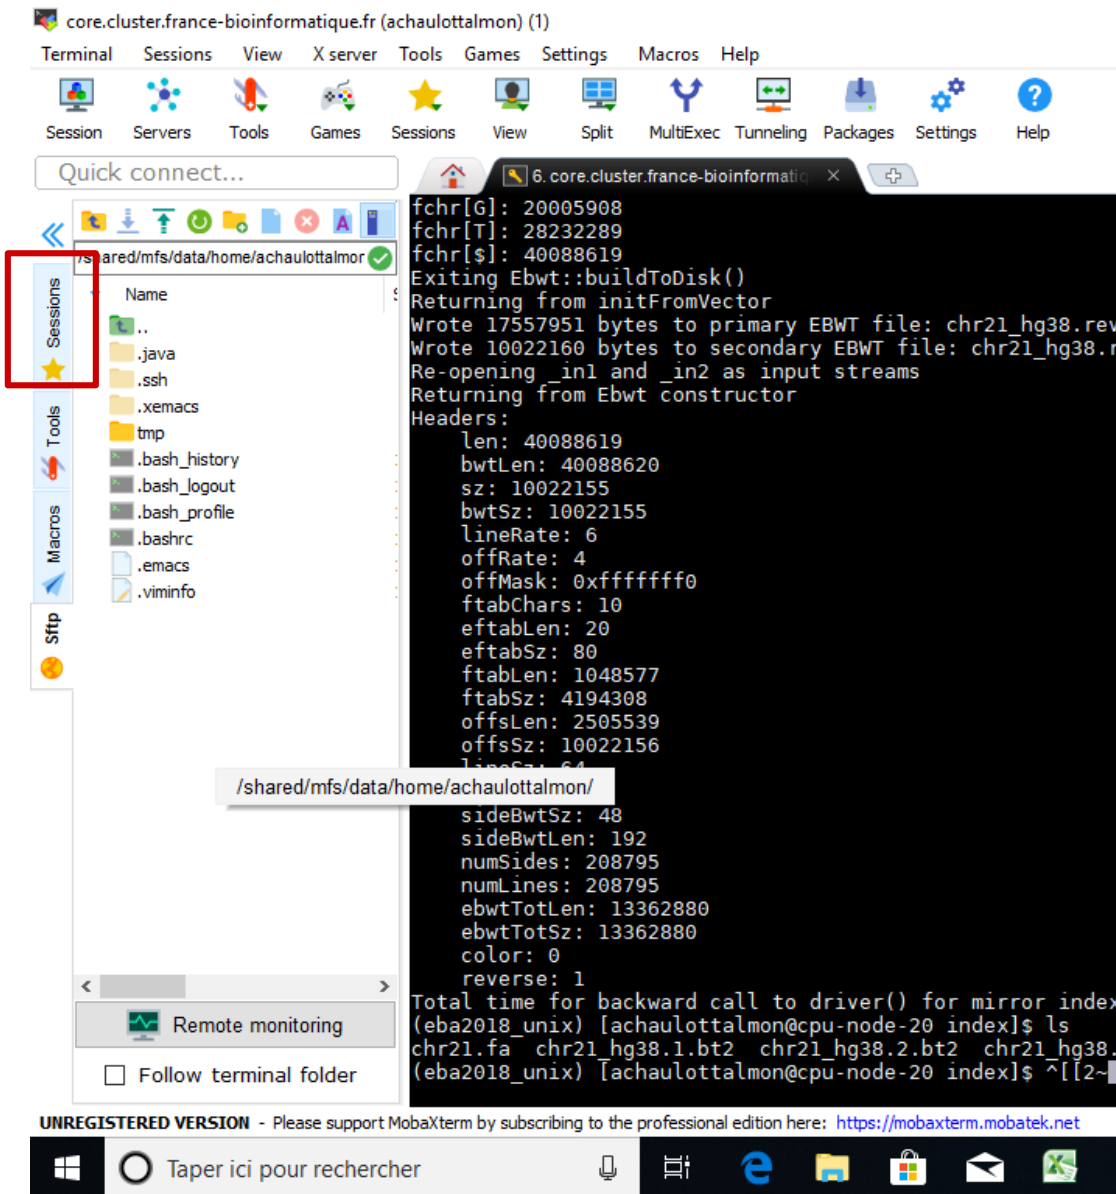 core.cluster.france-bioinformatique.fr (achaulottalmon) (1)
Terminal Sessions View X server Tools Games Settings Macros Help
Session Servers Tools Games Sessions View Split MultiExec Tunneling Packages Settings Help
Quick connect...
6. core.cluster.france-bioinformatiq
/shared/mfs/data/home/achaulottalmor
Sessions
Tools
Macros
Sftp
Name
..
.java
.ssh
.xemacs
tmp
.bash_history
.bash_logout
.bash_profile
.bashrc
.emacs
.viminfo
/shared/mfs/data/home/achaulottalmon/
Remote monitoring
Follow terminal folder
fchr[G]: 20005908
fchr[T]: 28232289
fchr[$]: 40088619
Exiting Ebwt::buildToDisk()
Returning from initFromVector
Wrote 17557951 bytes to primary EBWT file: chr21_hg38.rev
Wrote 10022160 bytes to secondary EBWT file: chr21_hg38.r
Re-opening _in1 and _in2 as input streams
Returning from Ebwt constructor
Headers:
len: 40088619
bwtLen: 40088620
sz: 10022155
bwtSz: 10022155
lineRate: 6
offRate: 4
offMask: 0xfffffff0
ftabChars: 10
eftabLen: 20
eftabSz: 80
ftabLen: 1048577
ftabSz: 4194308
offsLen: 2505539
offsSz: 10022156
lineSz: 64
sideBwtSz: 48
sideBwtLen: 192
numSides: 208795
numLines: 208795
ebwtTotLen: 13362880
ebwtTotSz: 13362880
color: 0
reverse: 1
Total time for backward call to driver() for mirror index
(eba2018_unix) [achaulottalmon@cpu-node-20 index]$ ls
chr21.fa chr21_hg38.1.bt2 chr21_hg38.2.bt2 chr21_hg38.
(eba2018_unix) [achaulottalmon@cpu-node-20 index]$ ^[[2~
UNREGISTERED VERSION - Please support MobaXterm by subscribing to the professional edition here: https://mobaxterm.mobatek.net
Taper ici pour rechercher